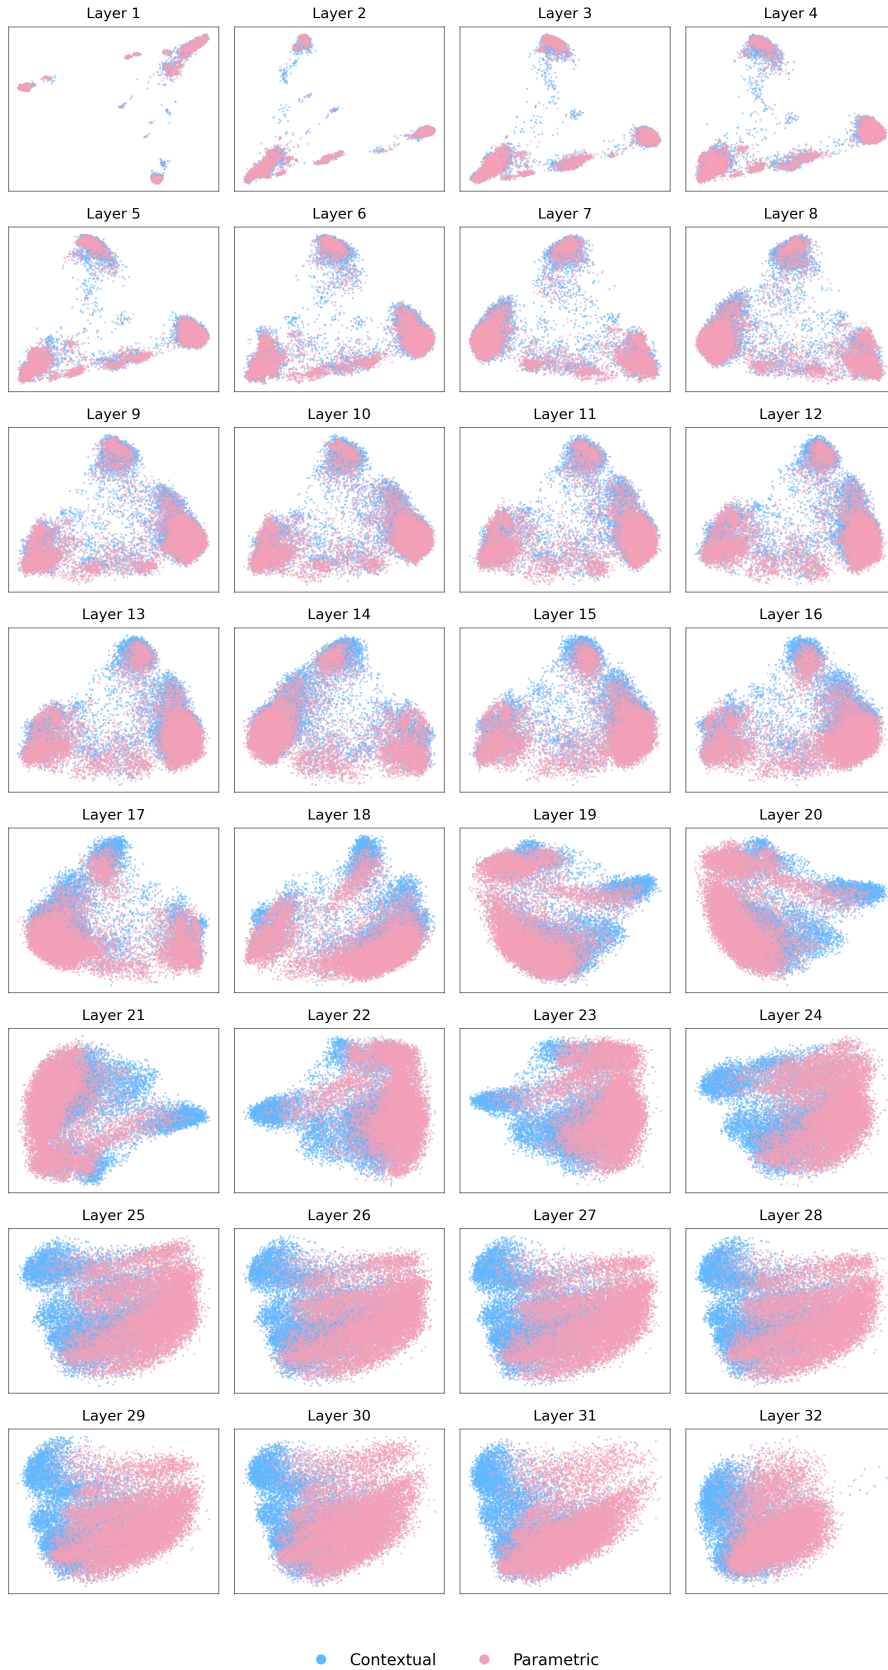 Layer 1 Layer 2 Layer 3 Layer 4
Layer 5 Layer 6 Layer 7 Layer 8
Layer 9 Layer 10 Layer 11 Layer 12
Layer 13 Layer 14 Layer 15 Layer 16
Layer 17 Layer 18 Layer 19 Layer 20
Layer 21 Layer 22 Layer 23 Layer 24
Layer 25 Layer 26 Layer 27 Layer 28
Layer 29 Layer 30 Layer 31 Layer 32
Contextual Parametric